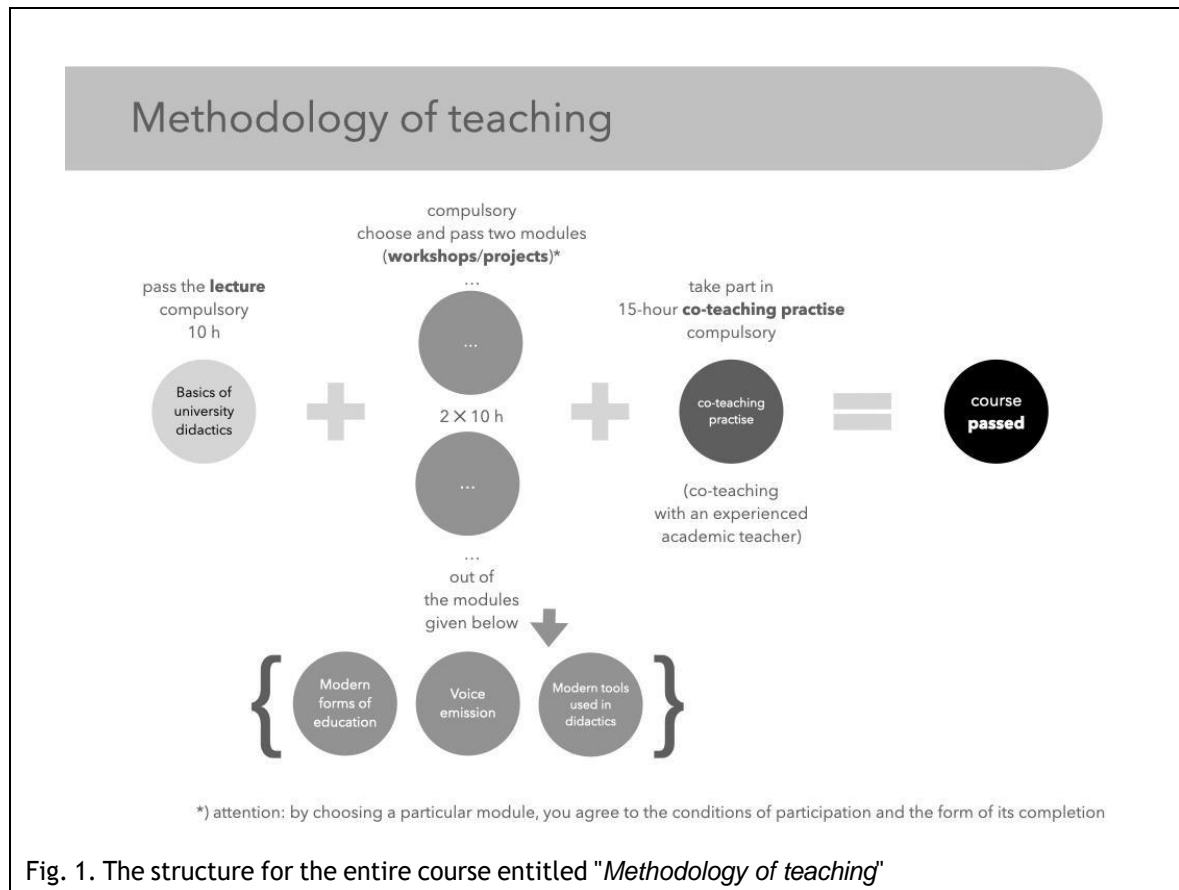 Methodology of teaching
pass the lecture
compulsory
10 h
Basics of
university
didactics
compulsory
choose and pass two modules
(workshops/projects)*
...
...
2 × 10 h
...
...
out of
the modules
given below
take part in
15-hour co-teaching practise
compulsory
co-teaching
practise
(co-teaching
with an experienced
academic teacher)
course
passed
{
Modern
forms of
education
Voice
emission
Modern tools
used in
didactics
}
*) attention: by choosing a particular module, you agree to the conditions of participation and the form of its completion
Fig. 1. The structure for the entire course entitled "Methodology of teaching"